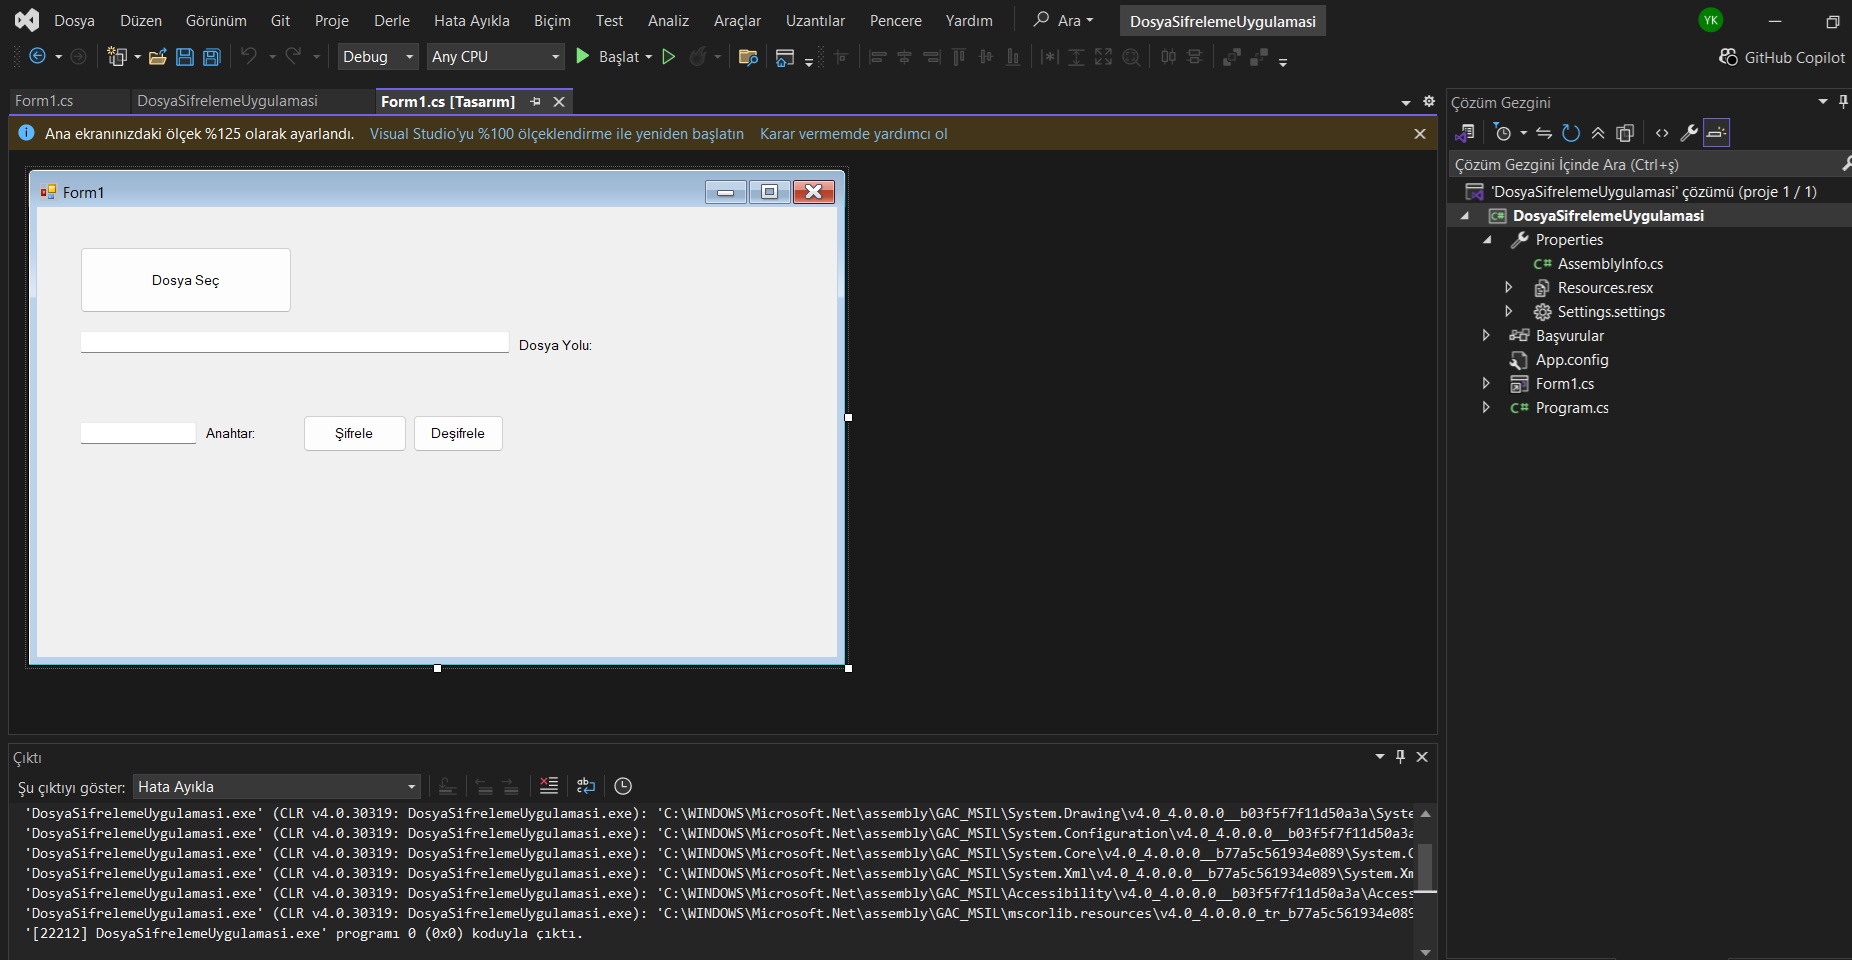 Dosya Düzen Görünüm Git Proje Derle Hata Ayıkla Biçim Test Analiz Araçlar Uzantılar Pencere Yardım Ara DosyaSifrelemeUygulamasi YK
Debug Any CPU Başlat GitHub Copilot
Form1.cs DosyaSifrelemeUygulamasi Form1.cs [Tasarım]
Ana ekranınızdaki ölçek %125 olarak ayarlandı. Visual Studio'yu %100 ölçeklendirme ile yeniden başlatın Karar vermemde yardımcı ol
Form1
Dosya Seç
Dosya Yolu:
Anahtar: Şifrele Deşifrele
Çözüm Gezgini
Çözüm Gezgini İçinde Ara (Ctrl+ş)
'DosyaSifrelemeUygulamasi' çözümü (proje 1 / 1)
C# DosyaSifrelemeUygulamasi
Properties
C# AssemblyInfo.cs
Resources.resx
Settings.settings
Başvurular
App.config
Form1.cs
C# Program.cs
Çıktı
Şu çıktıyı göster: Hata Ayıkla
'DosyaSifrelemeUygulamasi.exe' (CLR v4.0.30319: DosyaSifrelemeUygulamasi.exe): 'C:\WINDOWS\Microsoft.Net\assembly\GAC_MSIL\System.Drawing\v4.0_4.0.0.0__b03f5f7f11d50a3a\Syste
'DosyaSifrelemeUygulamasi.exe' (CLR v4.0.30319: DosyaSifrelemeUygulamasi.exe): 'C:\WINDOWS\Microsoft.Net\assembly\GAC_MSIL\System.Configuration\v4.0_4.0.0.0__b03f5f7f11d50a3a
'DosyaSifrelemeUygulamasi.exe' (CLR v4.0.30319: DosyaSifrelemeUygulamasi.exe): 'C:\WINDOWS\Microsoft.Net\assembly\GAC_MSIL\System.Core\v4.0_4.0.0.0__b77a5c561934e089\System.C
'DosyaSifrelemeUygulamasi.exe' (CLR v4.0.30319: DosyaSifrelemeUygulamasi.exe): 'C:\WINDOWS\Microsoft.Net\assembly\GAC_MSIL\System.Xml\v4.0_4.0.0.0__b77a5c561934e089\System.Xm
'DosyaSifrelemeUygulamasi.exe' (CLR v4.0.30319: DosyaSifrelemeUygulamasi.exe): 'C:\WINDOWS\Microsoft.Net\assembly\GAC_MSIL\Accessibility\v4.0_4.0.0.0__b03f5f7f11d50a3a\Access
'DosyaSifrelemeUygulamasi.exe' (CLR v4.0.30319: DosyaSifrelemeUygulamasi.exe): 'C:\WINDOWS\Microsoft.Net\assembly\GAC_MSIL\mscorlib.resources\v4.0_4.0.0.0_tr_b77a5c561934e089
'[22212] DosyaSifrelemeUygulamasi.exe' programı 0 (0x0) koduyla çıktı.